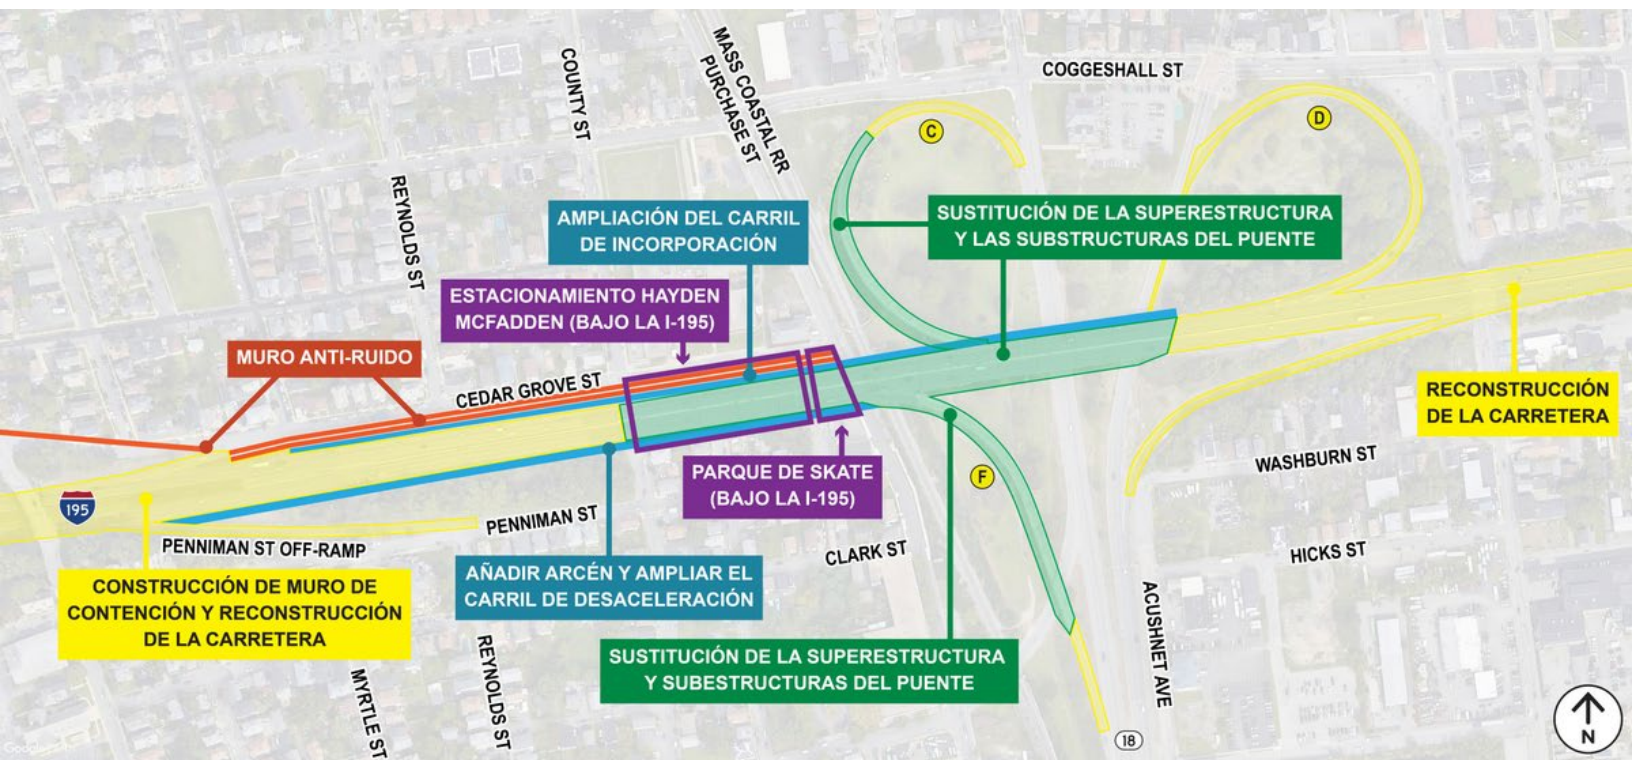 COUNTY ST
MASS COASTAL RR
PURCHASE ST
COGGESHALL ST
C
D
REYNOLDS ST
AMPLIACIÓN DEL CARRIL
DE INCORPORACIÓN
SUSTITUCIÓN DE LA SUPERESTRUCTURA
Y LAS SUBSTRUCTURAS DEL PUENTE
ESTACIONAMIENTO HAYDEN
MCFADDEN (BAJO LA I-195)
MURO ANTI-RUIDO
CEDAR GROVE ST
RECONSTRUCCIÓN
DE LA CARRETERA
PARQUE DE SKATE
(BAJO LA I-195)
F
WASHBURN ST
195
PENNIMAN ST
PENNIMAN ST OFF-RAMP
CLARK ST
HICKS ST
CONSTRUCCIÓN DE MURO DE
CONTENCIÓN Y RECONSTRUCCIÓN
DE LA CARRETERA
AÑADIR ARCÉN Y AMPLIAR EL
CARRIL DE DESACELERACIÓN
ACUSHNET AVE
SUSTITUCIÓN DE LA SUPERESTRUCTURA
Y SUBESTRUCTURAS DEL PUENTE
REYNOLDS ST
MYRTLE ST
18
N
Google